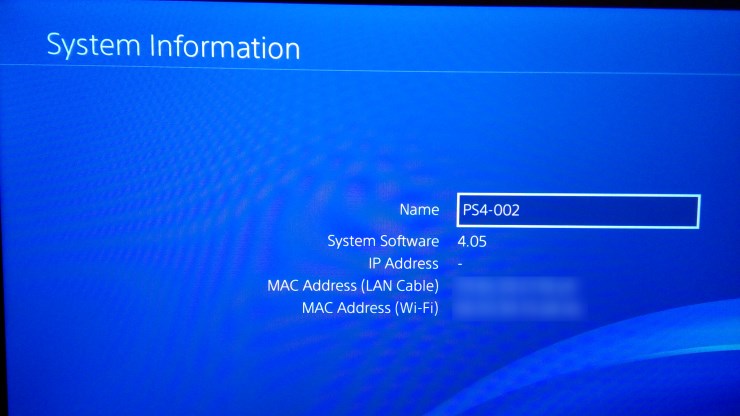 System Information
Name PS4-002
System Software 4.05
IP Address -
MAC Address (LAN Cable)
MAC Address (Wi-Fi)